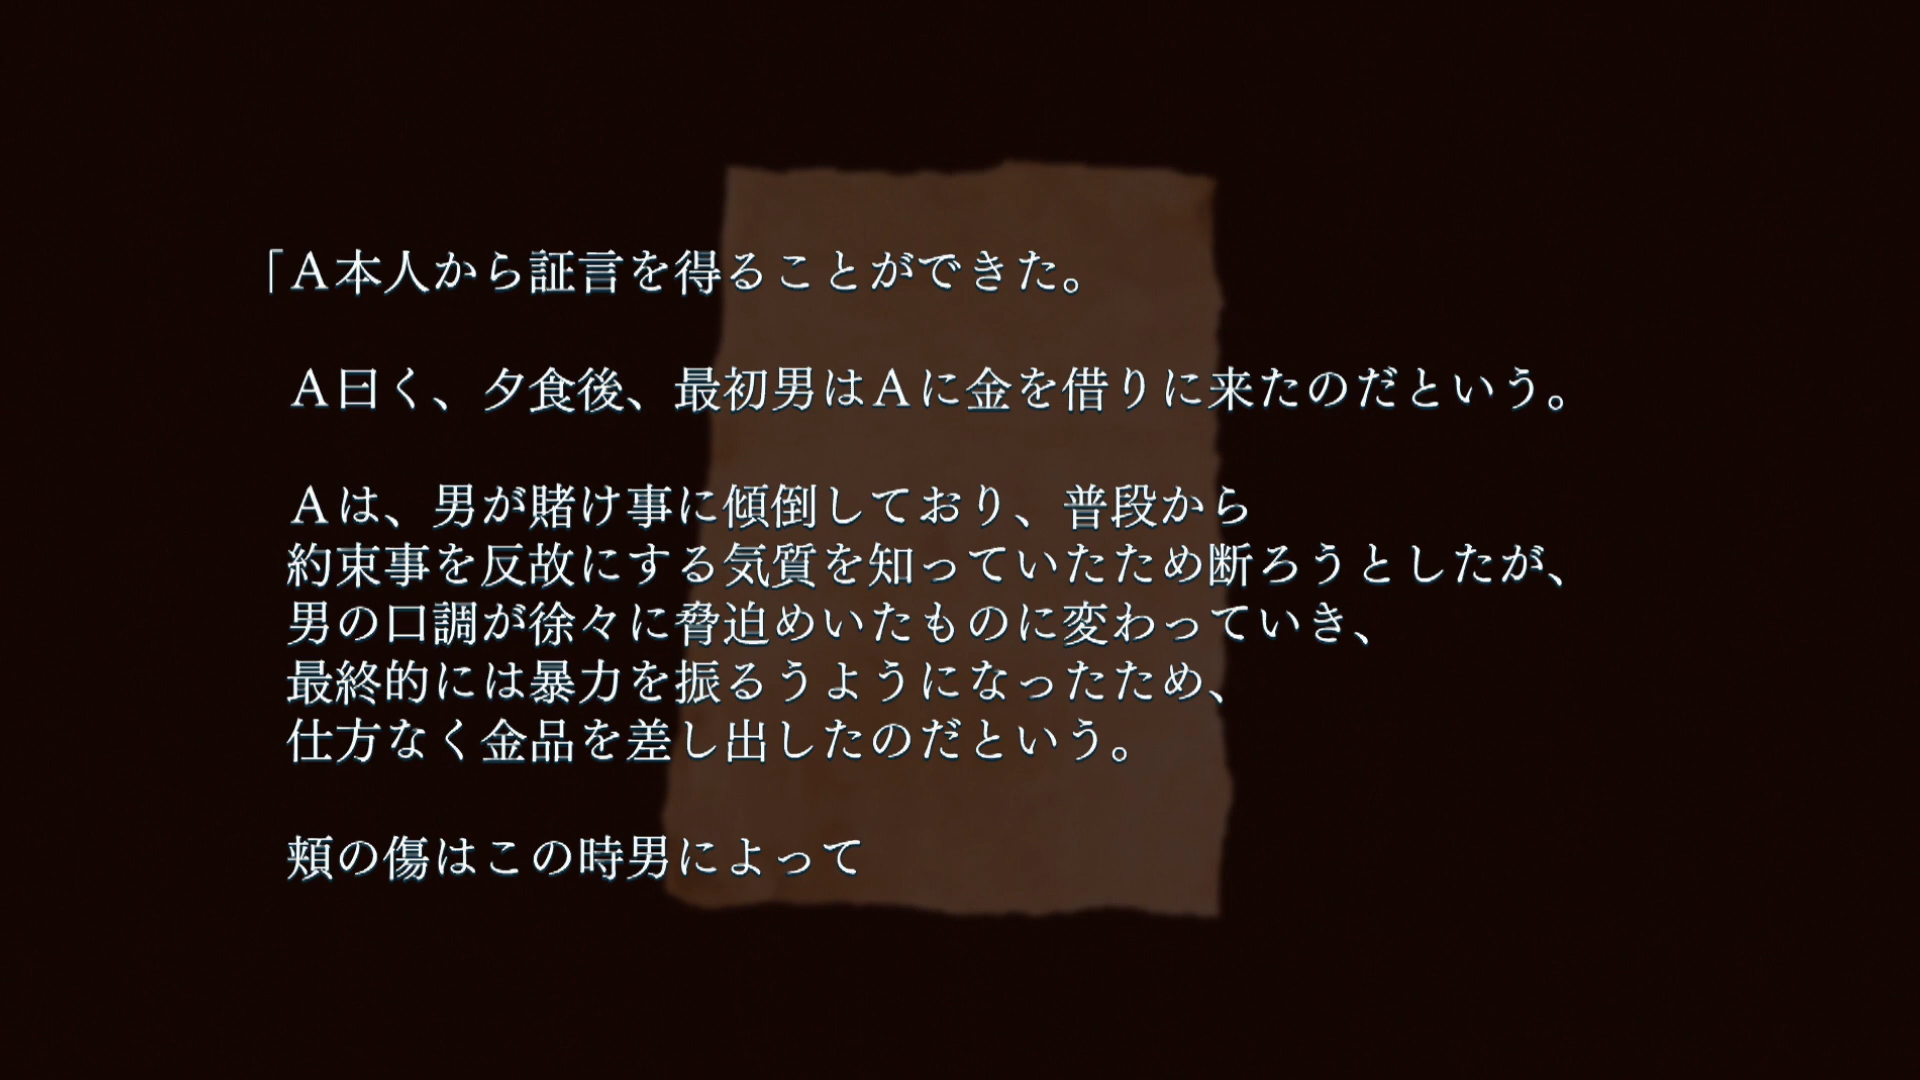 「Ａ本人から証言を得ることができた。
Ａ曰く、夕食後、最初男はＡに金を借りに来たのだという。
Ａは、男が賭け事に傾倒しており、普段から
約束事を反故にする気質を知っていたため断ろうとしたが、
男の口調が徐々に脅迫めいたものに変わっていき、
最終的には暴力を振るうようになったため、
仕方なく金品を差し出したのだという。
頬の傷はこの時男によって